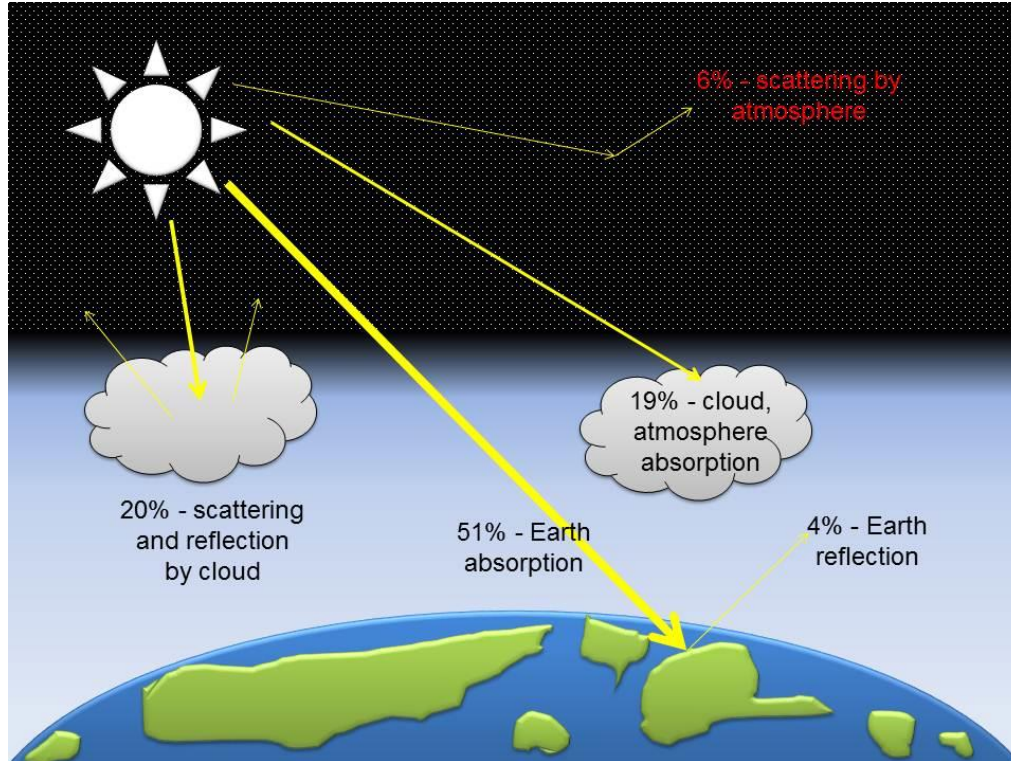 6% - scattering by
atmosphere
19% - cloud,
atmosphere
absorption
20% - scattering
and reflection
by cloud
51% - Earth
absorption
4% - Earth
reflection